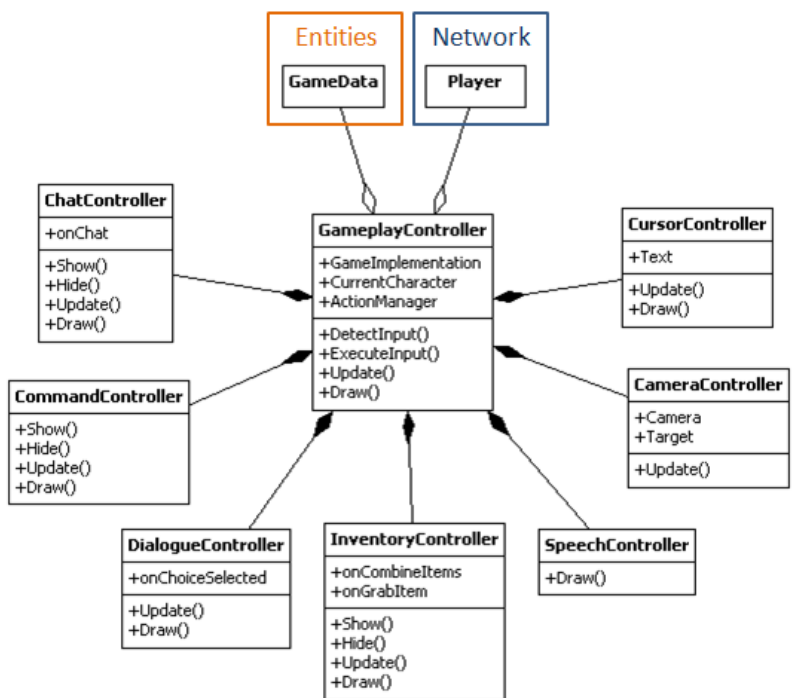 Entities
Network
GameData
Player
ChatController
+onChat
+Show()
+Hide()
+Update()
+Draw()
GameplayController
+GameImplementation
+CurrentCharacter
+ActionManager
+DetectInput()
+ExecuteInput()
+Update()
+Draw()
CursorController
+Text
+Update()
+Draw()
CommandController
+Show()
+Hide()
+Update()
+Draw()
CameraController
+Camera
+Target
+Update()
DialogueController
+onChoiceSelected
+Update()
+Draw()
InventoryController
+onCombineItems
+onGrabItem
+Show()
+Hide()
+Update()
+Draw()
SpeechController
+Draw()